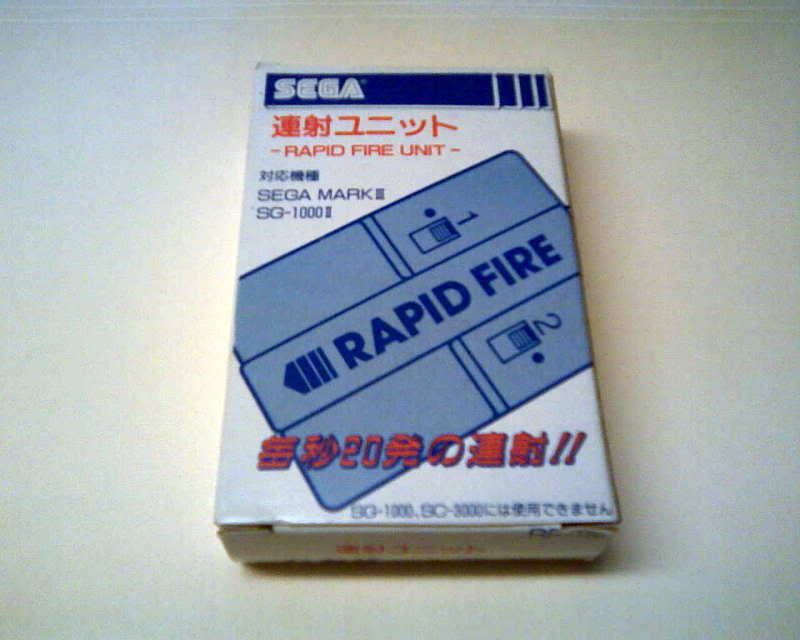 SEGA
連射ユニット
-RAPID FIRE UNIT-
対応機種
SEGA MARKⅢ
SG-1000Ⅱ
1
RAPID FIRE
2
毎秒20発の連射!!
SG-1000、SC-3000には使用できません
連射ユニット